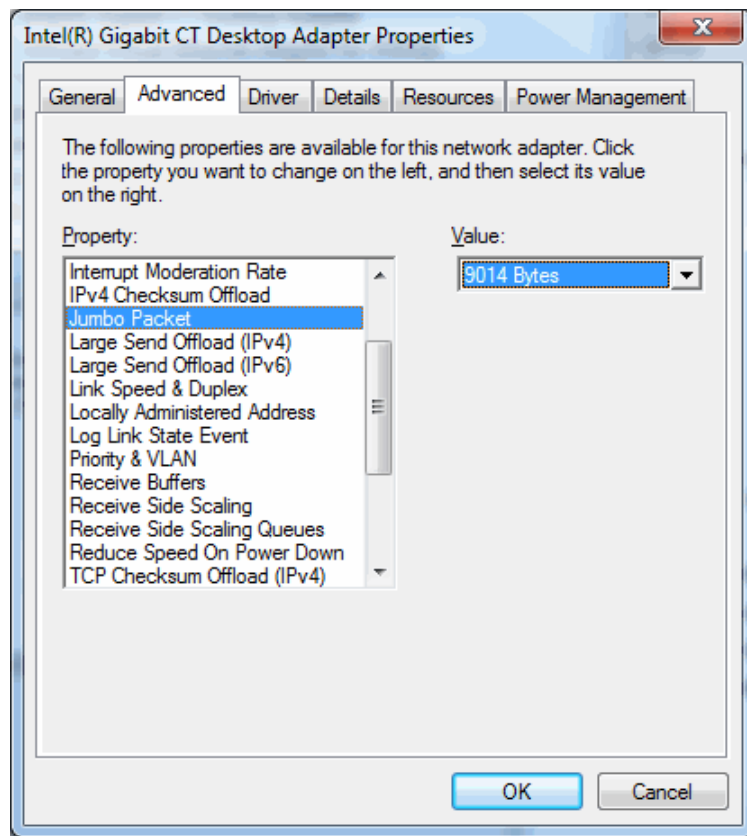 Intel(R) Gigabit CT Desktop Adapter Properties
General Advanced Driver Details Resources Power Management
The following properties are available for this network adapter. Click
the property you want to change on the left, and then select its value
on the right.
Property:
Value:
Interrupt Moderation Rate
IPv4 Checksum Offload
Jumbo Packet
Large Send Offload (IPv4)
Large Send Offload (IPv6)
Link Speed & Duplex
Locally Administered Address
Log Link State Event
Priority & VLAN
Receive Buffers
Receive Side Scaling
Receive Side Scaling Queues
Reduce Speed On Power Down
TCP Checksum Offload (IPv4)
9014 Bytes
OK
Cancel